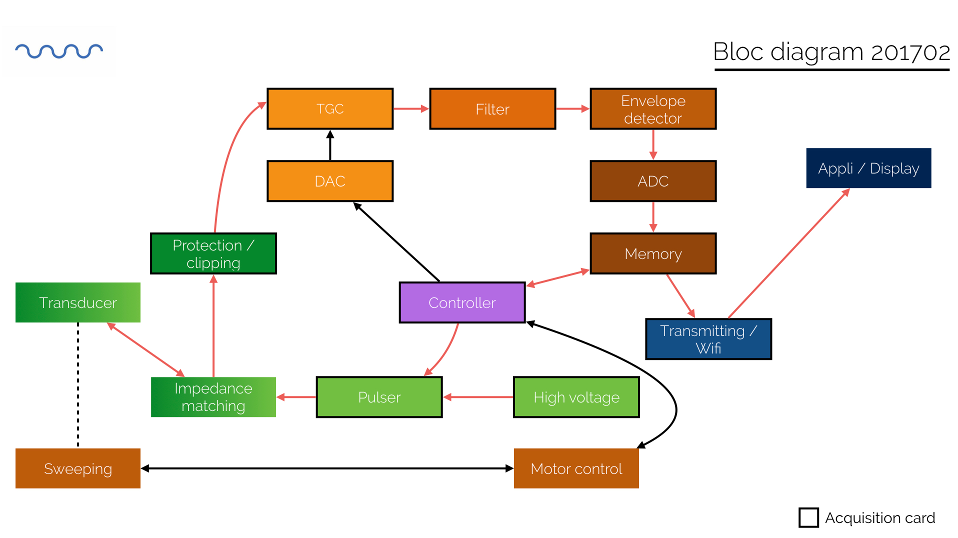 Bloc diagram 201702
TGC
Filter
Envelope
detector
DAC
ADC
Appli / Display
Protection /
clipping
Memory
Transducer
Controller
Transmitting /
Wifi
Impedance
matching
Pulser
High voltage
Sweeping
Motor control
Acquisition card